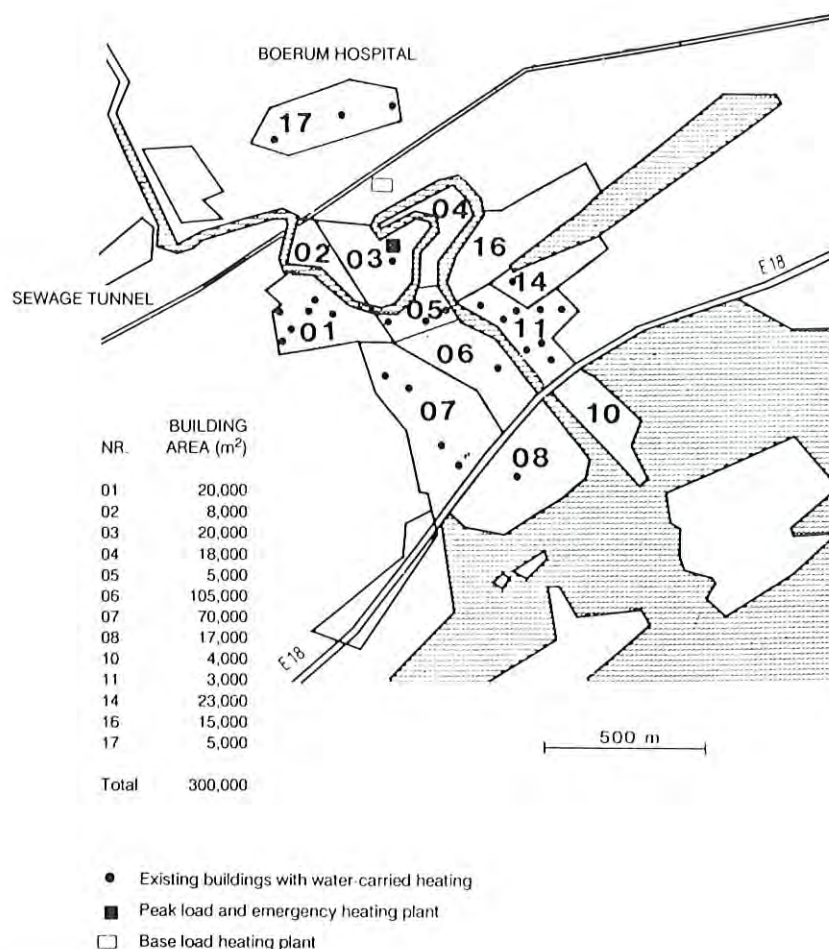 BOERUM HOSPITAL
17
04
02
03
16
SEWAGE TUNNEL
14
E18
01
05
11
06
07
10
08
E18
BUILDING
NR. AREA (m²)
01 20,000
02 8,000
03 20,000
04 18,000
05 5,000
06 105,000
07 70,000
08 17,000
10 4,000
11 3,000
14 23,000
16 15,000
17 5,000
Total 300,000
500 m
Existing buildings with water-carried heating
Peak load and emergency heating plant
Base load heating plant